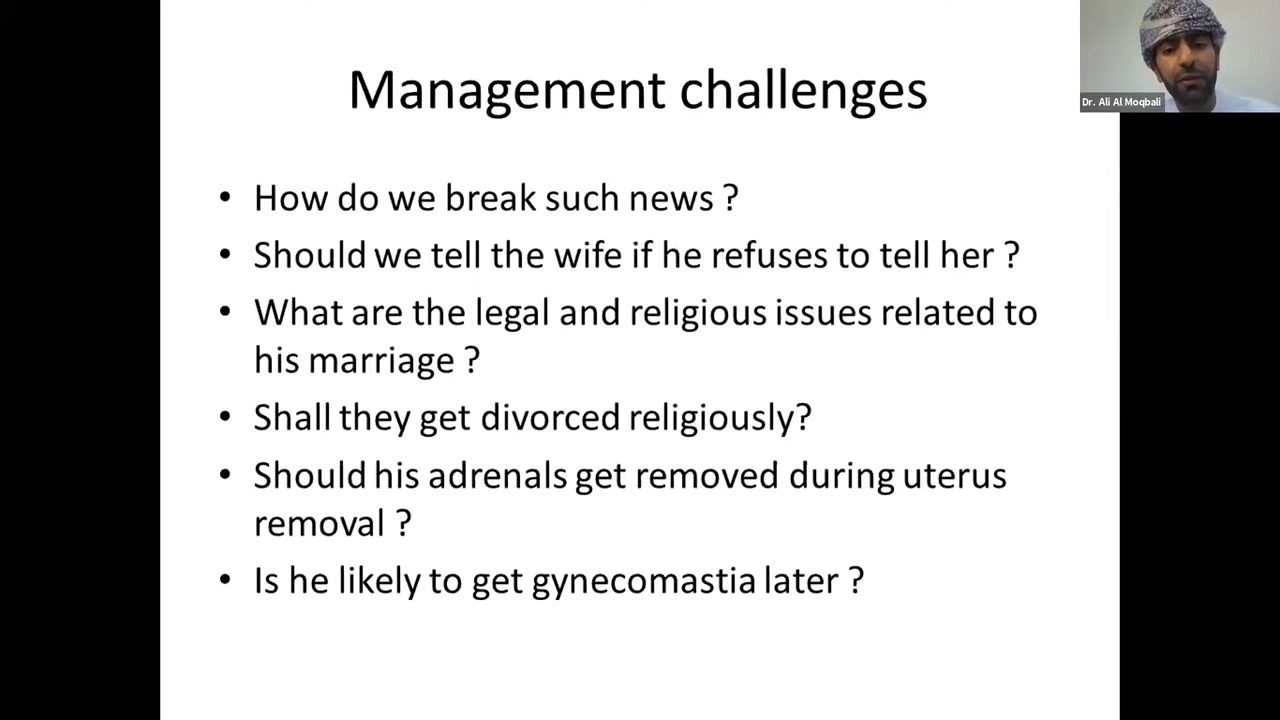 Management challenges
Dr. Ali Al Moqbali
• How do we break such news ?
• Should we tell the wife if he refuses to tell her ?
• What are the legal and religious issues related to
his marriage ?
• Shall they get divorced religiously?
• Should his adrenals get removed during uterus
removal ?
• Is he likely to get gynecomastia later ?